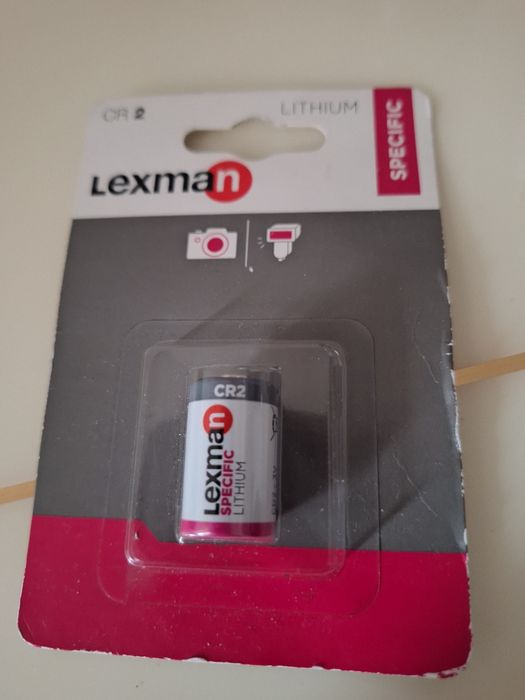 CR 2
LITHIUM
SPECIFIC
Lexman
CR2
Lexman
SPECIFIC
LITHIUM